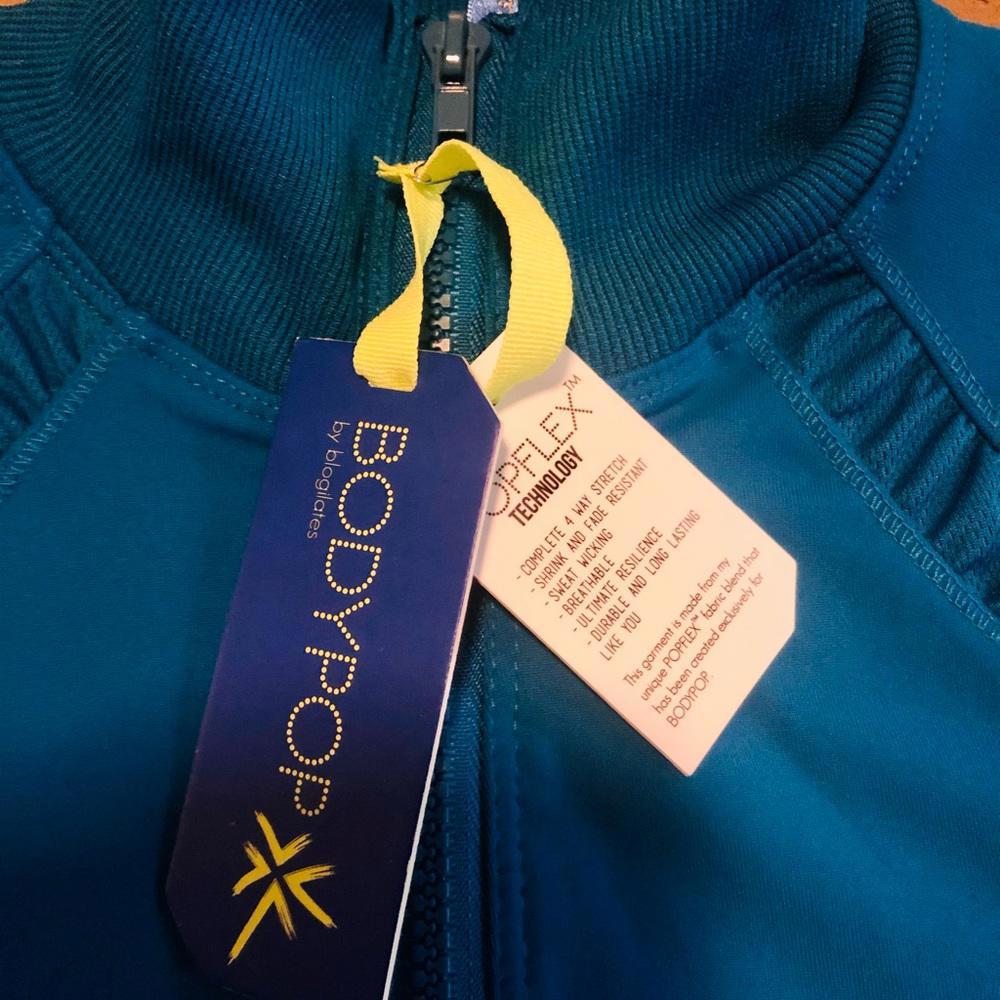 BODYPOP
by blogilates
OPFLEX™
TECHNOLOGY
- COMPLETE 4 WAY STRETCH
- SHRINK AND FADE RESISTANT
- SWEAT WICKING
- BREATHABLE
- ULTIMATE RESILIENCE
- DURABLE AND LONG LASTING
LIKE YOU
This garment is made from my
unique POPFLEX™ fabric blend that
has been created exclusively for
BODYPOP.